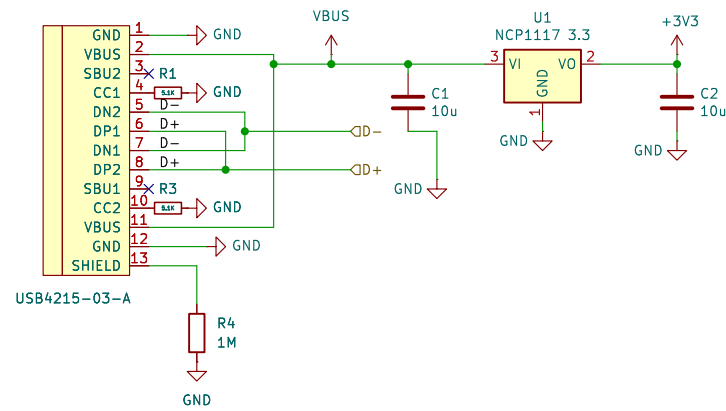 GND 1 GND
VBUS 2
SBU2 3 R1
CC1 4 5.1K GND
DN2 5 D-
DP1 6 D+ D-
DN1 7 D-
DP2 8 D+ D+
SBU1 9 R3
CC2 10 5.1K GND
VBUS 11
GND 12 GND
SHIELD 13
USB4215-03-A
R4
1M
GND
VBUS
C1
10u
GND
U1
NCP1117 3.3
3 VI VO 2
GND
1
GND
+3V3
C2
10u
GND